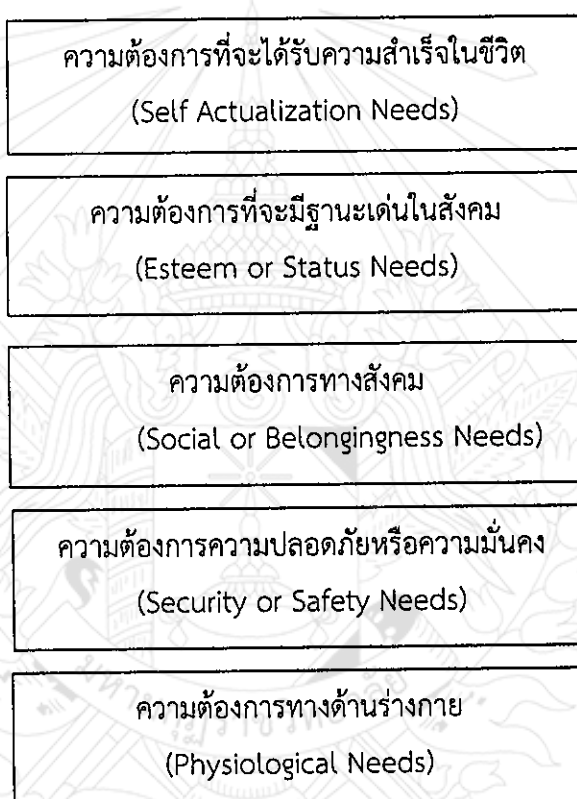 ความต้องการที่จะได้รับความสำเร็จในชีวิต
(Self Actualization Needs)
ความต้องการที่จะมีฐานะเด่นในสังคม
(Esteem or Status Needs)
ความต้องการทางสังคม
(Social or Belongingness Needs)
ความต้องการความปลอดภัยหรือความมั่นคง
(Security or Safety Needs)
ความต้องการทางด้านร่างกาย
(Physiological Needs)